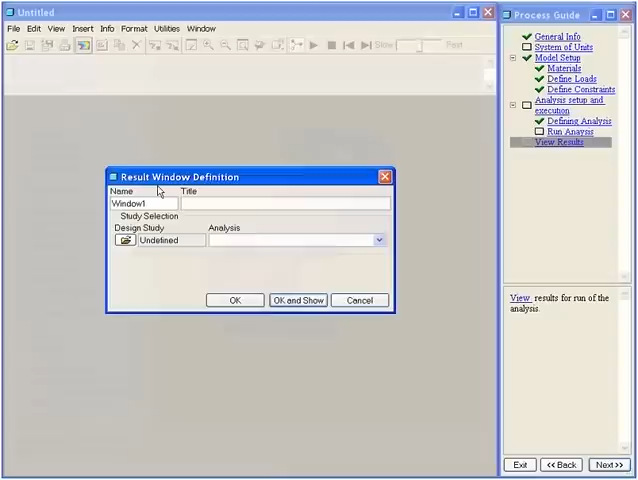 Untitled
File Edit View Insert Info Format Utilities Window
Slow Fast
Result Window Definition
Name Title
Window1
Study Selection
Design Study Analysis
Undefined
OK OK and Show Cancel
Process Guide
General Info
System of Units
Model Setup
Materials
Define Loads
Define Constraints
Analysis setup and
execution
Defining Analysis
Run Anaysis
View Results
View results for run of the
analysis.
Exit << Back Next >>